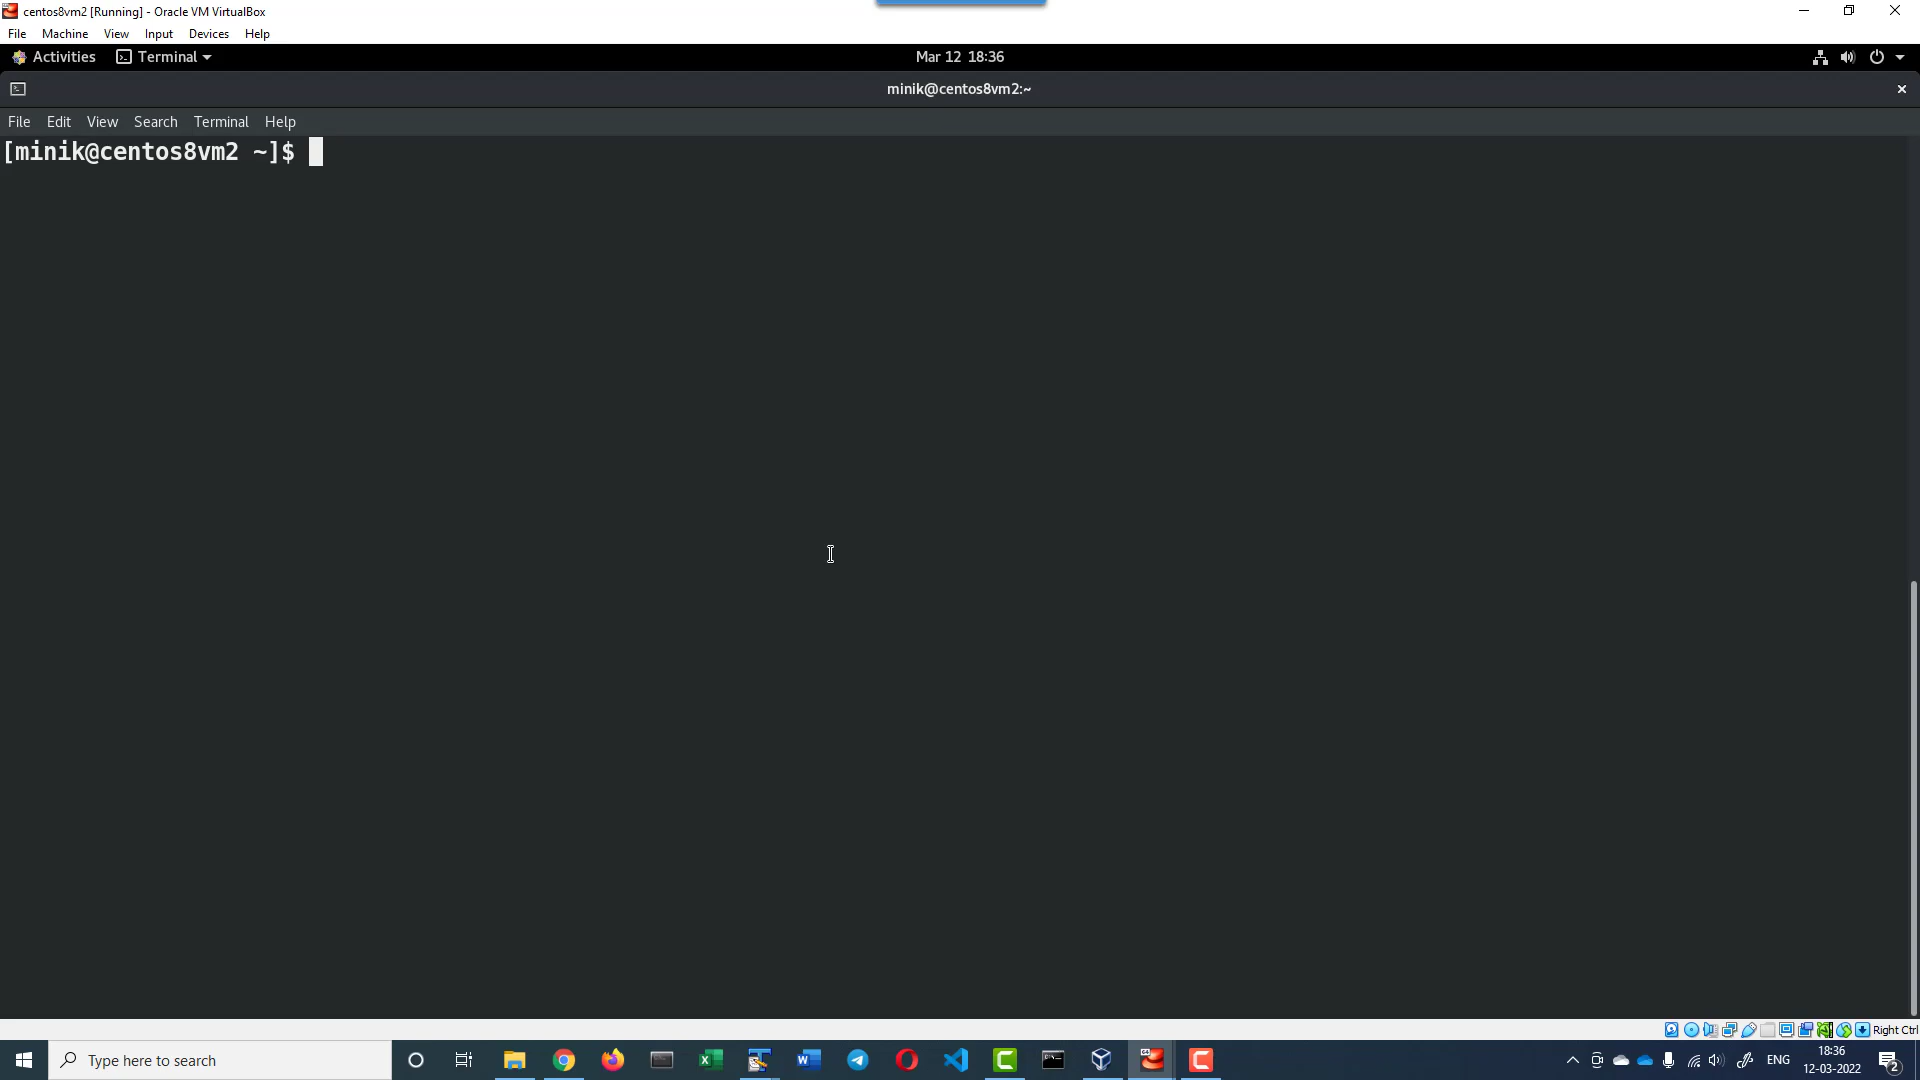 centos8vm2 [Running] - Oracle VM VirtualBox
File Machine View Input Devices Help
Activities Terminal Mar 12 18:36
minik@centos8vm2:~
File Edit View Search Terminal Help
[minik@centos8vm2 ~]$
Right Ctrl
Type here to search
ENG
18:36
12-03-2022
2